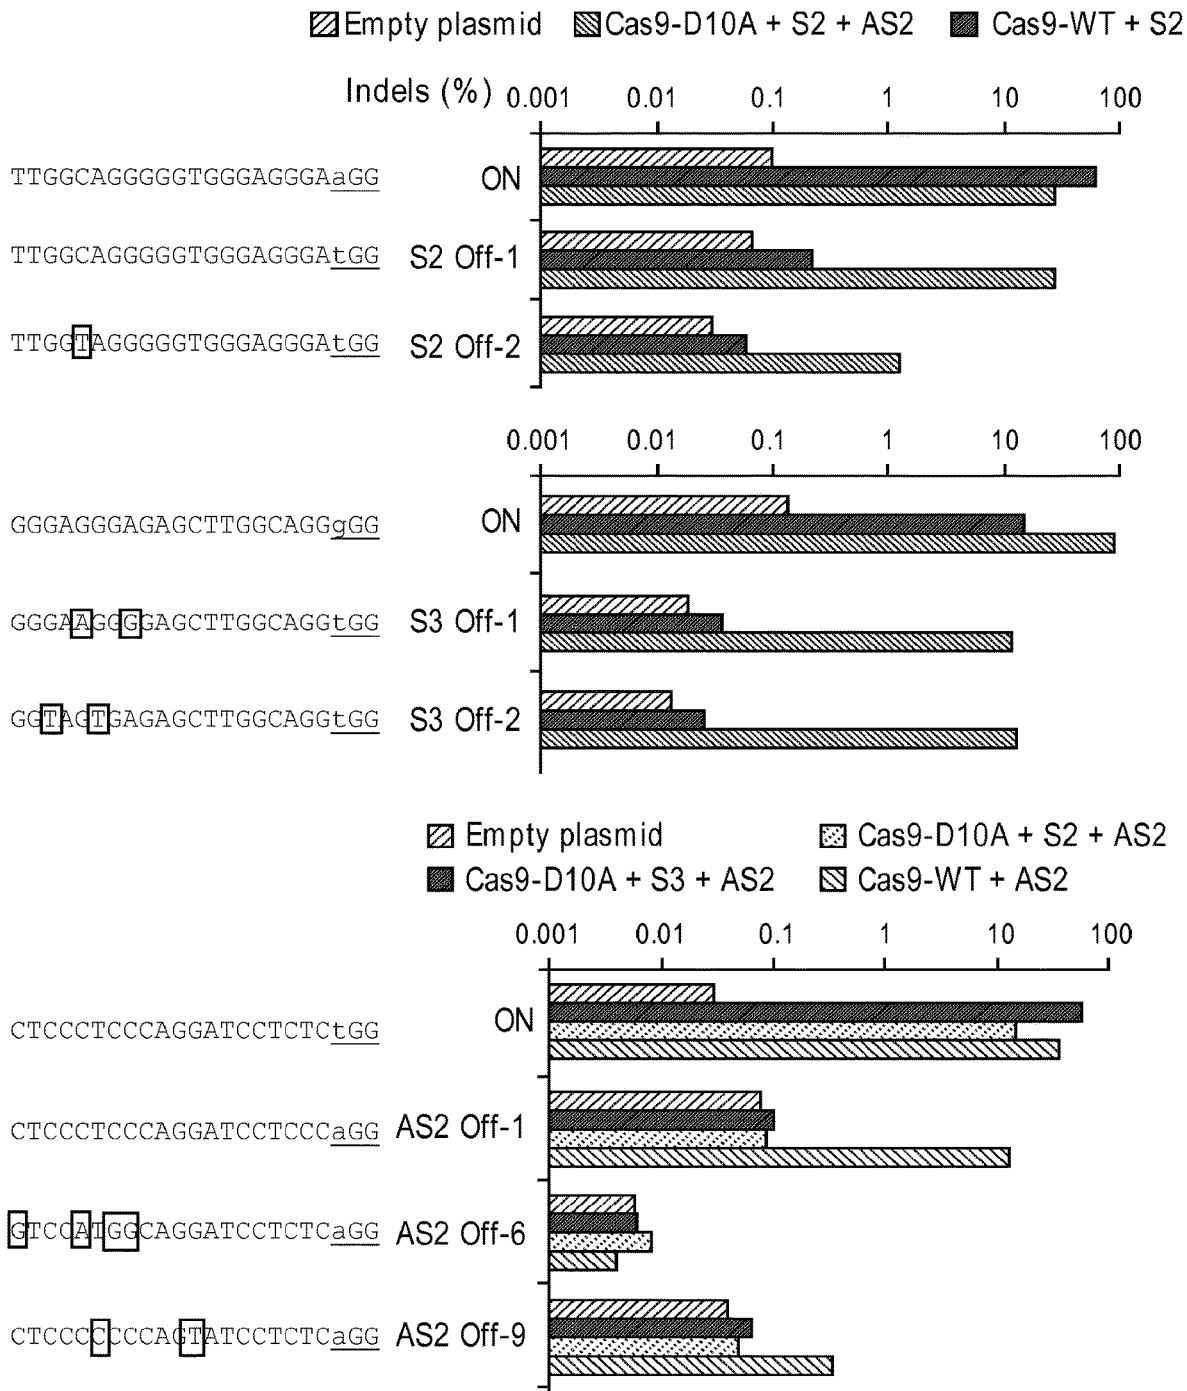 Empty plasmid Cas9-D10A + S2 + AS2 Cas9-WT + S2
Indels (%) 0.001 0.01 0.1 1 10 100
TTGGCAGGGGGTGGGAGGGAaGG ON
TTGGCAGGGGGTGGGAGGGAtGG S2 Off-1
TTGGTAGGGGGTGGGAGGGAtGG S2 Off-2
0.001 0.01 0.1 1 10 100
GGGAGGGAGAGCTTGGCAGGgGG ON
GGGAAGGGGAGCTTGGCAGGtGG S3 Off-1
GGTAGTGAGAGCTTGGCAGGtGG S3 Off-2
Empty plasmid Cas9-D10A + S2 + AS2
Cas9-D10A + S3 + AS2 Cas9-WT + AS2
0.001 0.01 0.1 1 10 100
CTCCCTCCCAGGATCCTCTCtGG ON
CTCCCTCCCAGGATCCTCCCaGG AS2 Off-1
GTCCATGGCAGGATCCTCTCaGG AS2 Off-6
CTCCCCCCCAGTATCCTCTCaGG AS2 Off-9